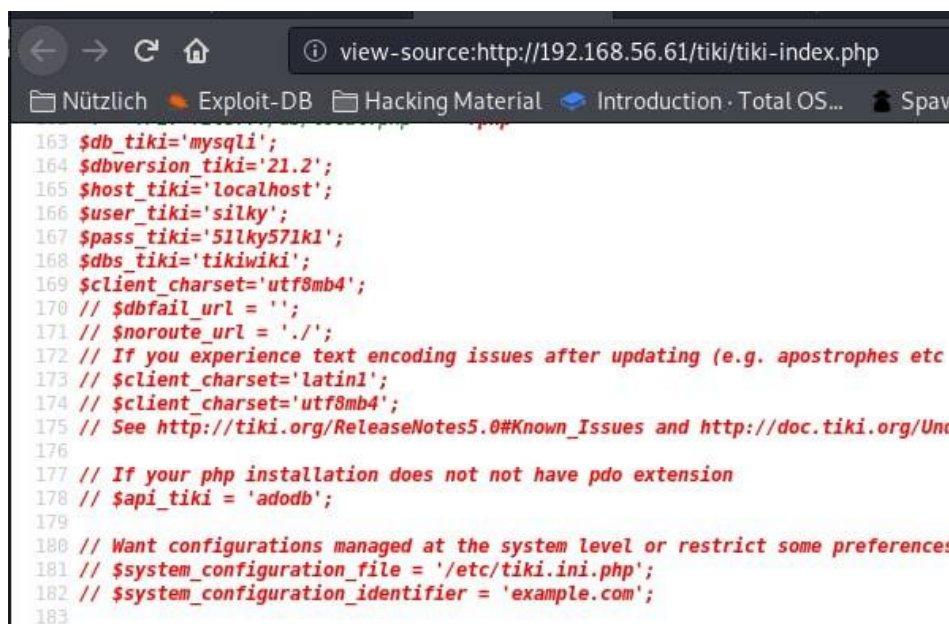 view-source:http://192.168.56.61/tiki/tiki-index.php
Nützlich Exploit-DB Hacking Material Introduction · Total OS... Spaw
163 $db_tiki='mysqli';
164 $dbversion_tiki='21.2';
165 $host_tiki='localhost';
166 $user_tiki='silky';
167 $pass_tiki='51lky571k1';
168 $dbs_tiki='tikiwiki';
169 $client_charset='utf8mb4';
170 // $dbfail_url = '';
171 // $noroute_url = './';
172 // If you experience text encoding issues after updating (e.g. apostrophes etc
173 // $client_charset='latin1';
174 // $client_charset='utf8mb4';
175 // See http://tiki.org/ReleaseNotes5.0#Known_Issues and http://doc.tiki.org/Und
176
177 // If your php installation does not not have pdo extension
178 // $api_tiki = 'adodb';
179
180 // Want configurations managed at the system level or restrict some preferences
181 // $system_configuration_file = '/etc/tiki.ini.php';
182 // $system_configuration_identifier = 'example.com';
183